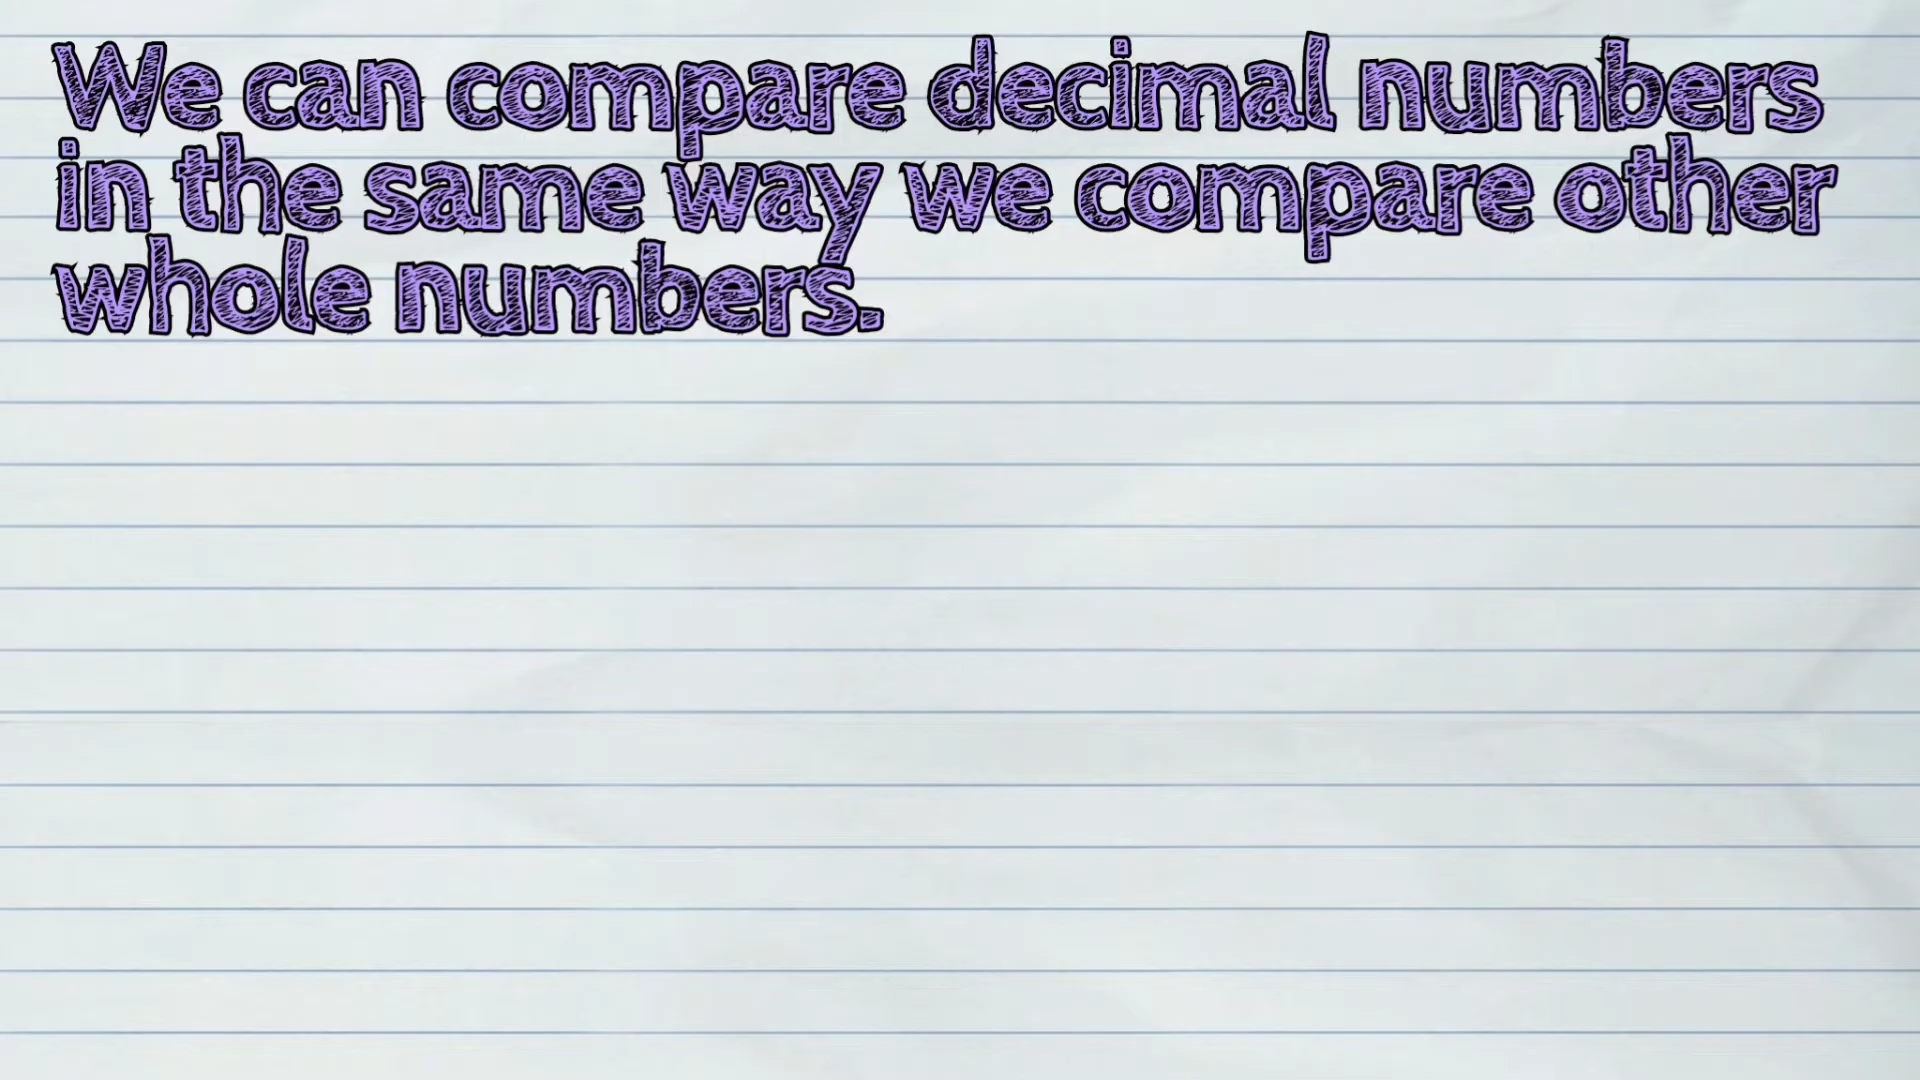 We can compare decimal numbers
in the same way we compare other
whole numbers.